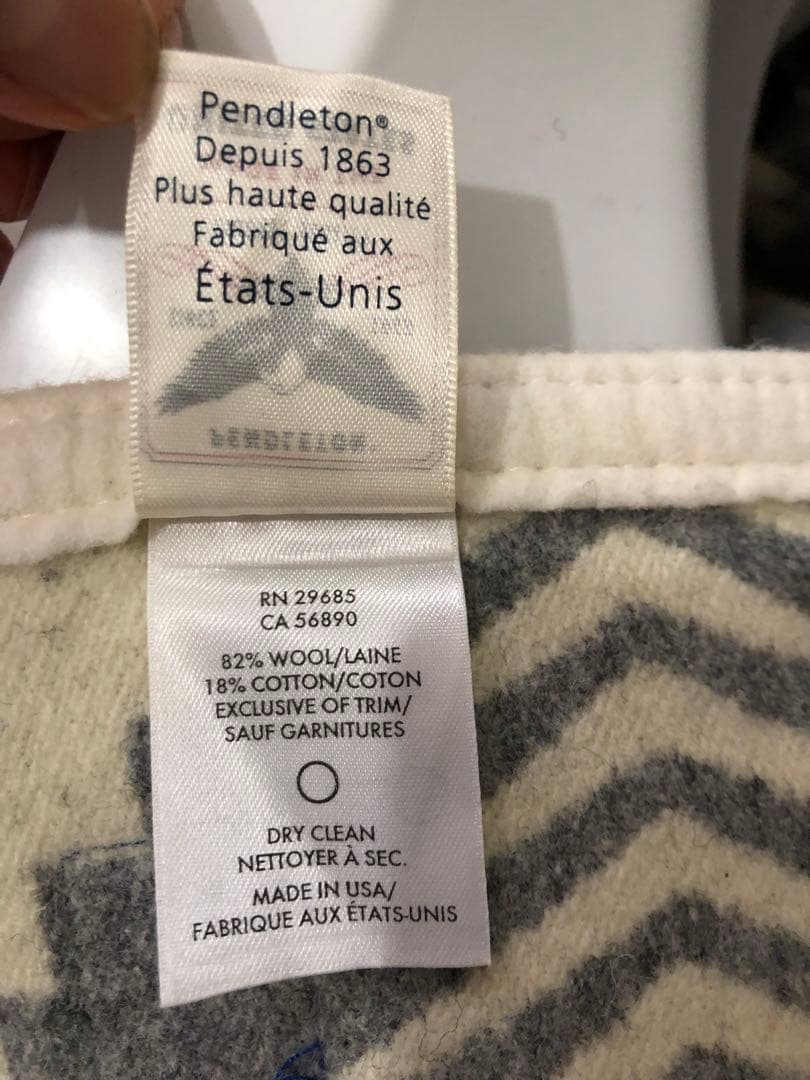 Pendleton®
Depuis 1863
Plus haute qualité
Fabriqué aux
États-Unis
PENDLETON
RN 29685
CA 56890
82% WOOL/LAINE
18% COTTON/COTON
EXCLUSIVE OF TRIM/
SAUF GARNITURES
DRY CLEAN
NETTOYER À SEC.
MADE IN USA/
FABRIQUE AUX ÉTATS-UNIS